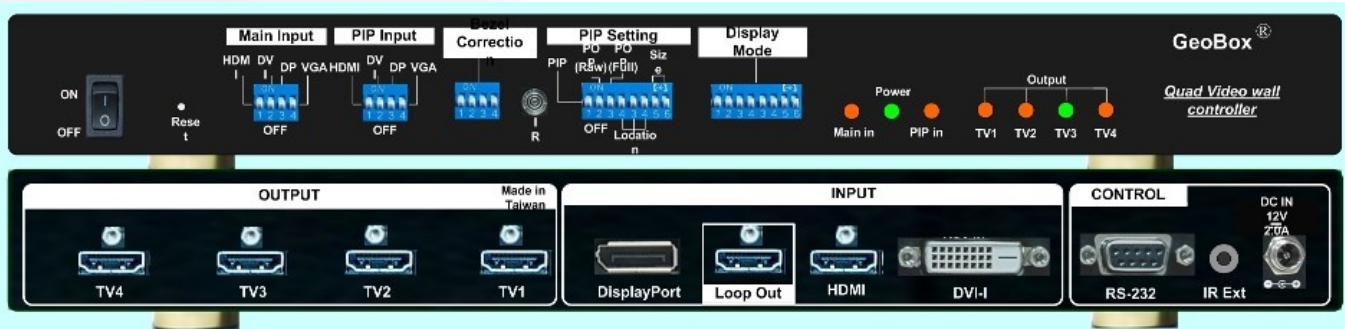 Main Input
PIP Input
Bezel
Correctio
n
PIP Setting
Display
Mode
GeoBox®
Quad Video wall
controller
ON
OFF
Rese
t
HDM DV DP VGA
ON
1 2 3 4
OFF
HDMI DV DP VGA
ON
1 2 3 4
OFF
1 2 3 4
IR
PIP
PO
P
(Raw)
PO
P
(Full)
Siz
e
ON
OFF
Locatio
n
Power
Main in
PIP in
Output
TV1 TV2 TV3 TV4
OUTPUT
Made in
Taiwan
TV4 TV3 TV2 TV1
INPUT
DisplayPort
Loop Out
HDMI
DVI-I
CONTROL
RS-232
IR Ext
DC IN
12V
2.0A